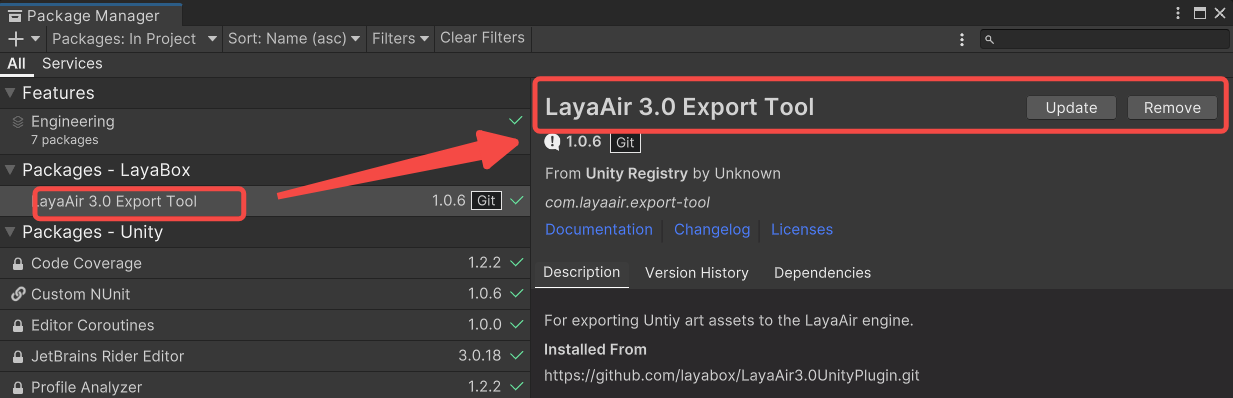 Package Manager
Packages: In Project Sort: Name (asc) Filters Clear Filters
All Services
Features
Engineering
7 packages
Packages - LayaBox
LayaAir 3.0 Export Tool 1.0.6 Git
Packages - Unity
Code Coverage 1.2.2
Custom NUnit 1.0.6
Editor Coroutines 1.0.0
JetBrains Rider Editor 3.0.18
Profile Analyzer 1.2.2
LayaAir 3.0 Export Tool Update Remove
1.0.6 Git
From Unity Registry by Unknown
com.layaair.export-tool
Documentation Changelog Licenses
Description Version History Dependencies
For exporting Untiy art assets to the LayaAir engine.
Installed From
https://github.com/layabox/LayaAir3.0UnityPlugin.git